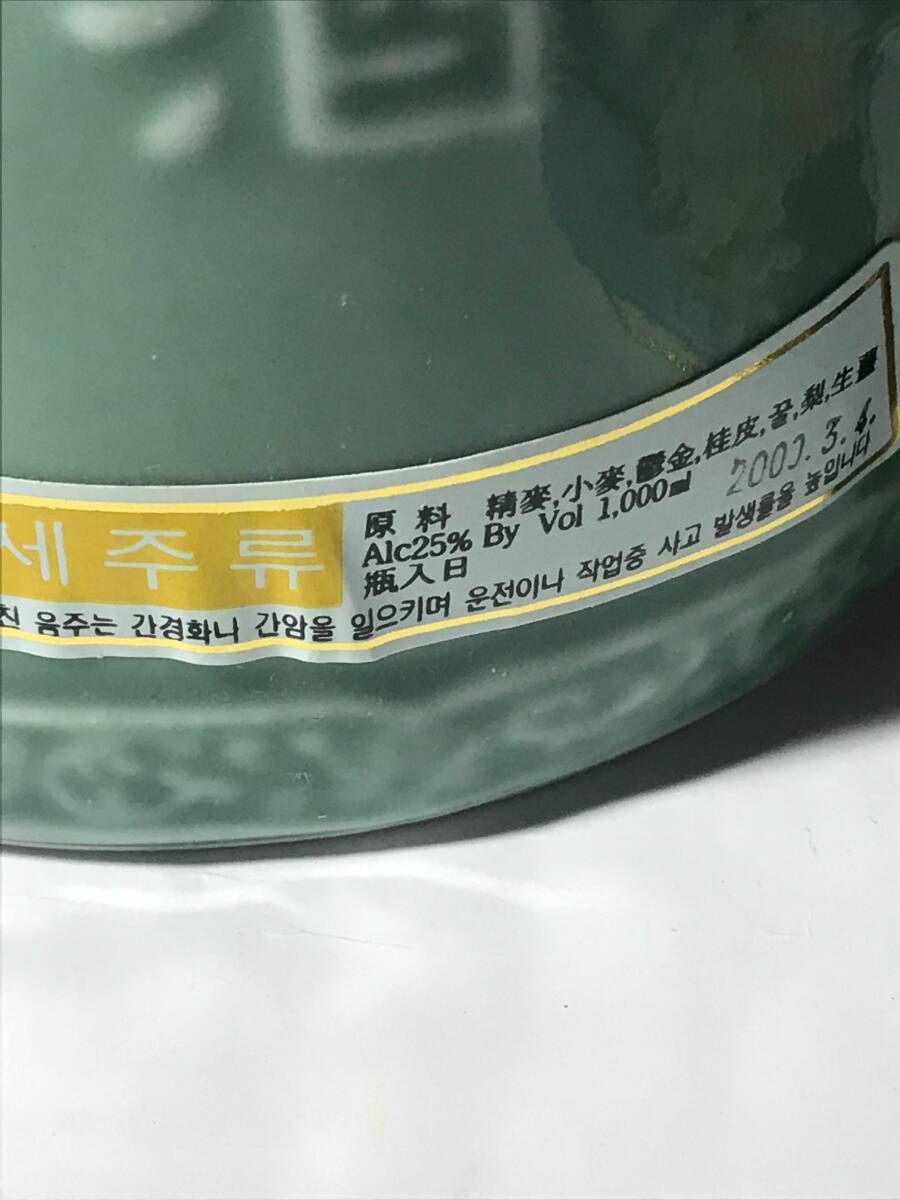 세 주 류
原 料 精麥,小麥,鬱金,桂皮,꿀,梨,生薑
Alc25% By Vol 1,000㎖
甁入日 2000.3.4.
친 음주는 간경화나 간암을 일으키며 운전이나 작업중 사고 발생률을 높입니다